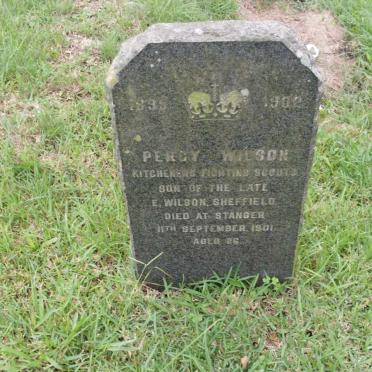 1899 1902
PERCY WILSON
KITCHENERS FIGHTING SCOUTS
SON OF THE LATE
E. WILSON, SHEFFIELD
DIED AT STANGER
11TH SEPTEMBER, 1901
AGED 26